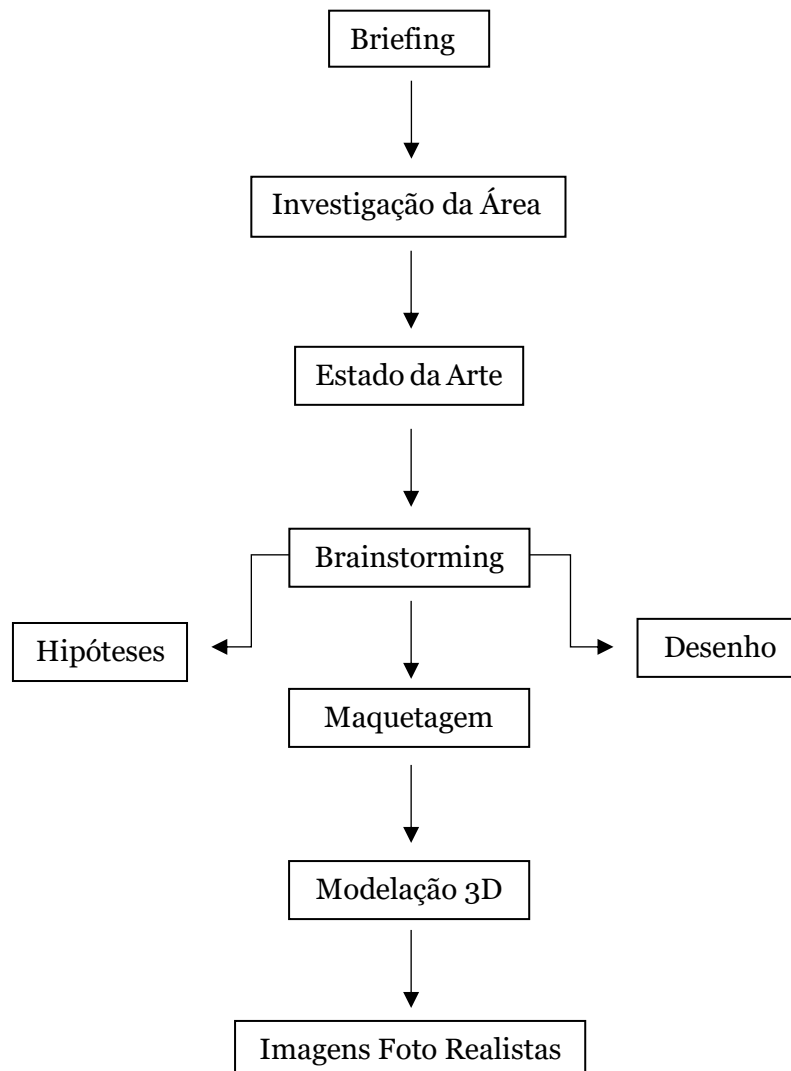 Briefing
Investigação da Área
Estado da Arte
Brainstorming
Hipóteses
Desenho
Maquetagem
Modelação 3D
Imagens Foto Realistas